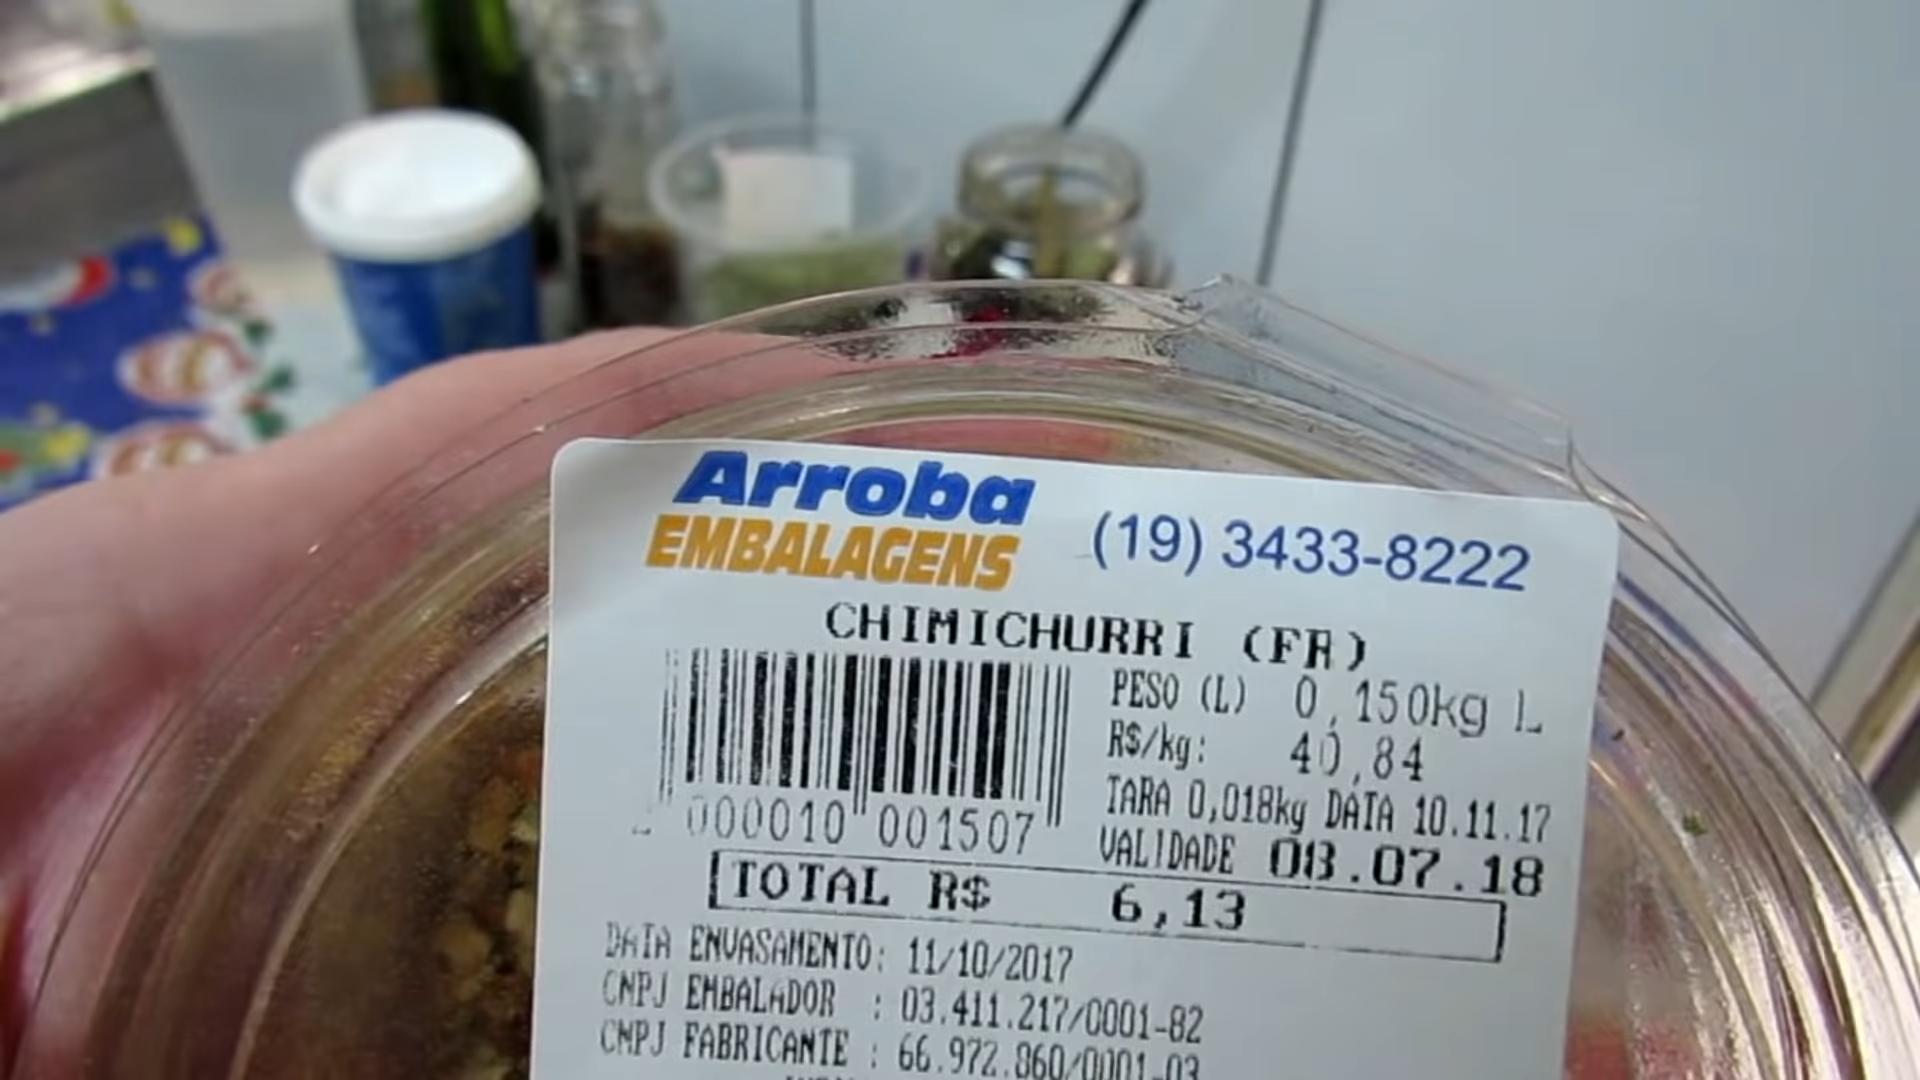 Arroba
EMBALAGENS
(19) 3433-8222
CHIMICHURRI (FR)
PESO (L) 0,150kg L
R$/kg: 40,84
TARA 0,018kg DATA 10.11.17
VALIDADE 08.07.18
2 000010 001507
TOTAL R$ 6,13
DATA ENVASAMENTO: 11/10/2017
CNPJ EMBALADOR : 03.411.217/0001-82
CNPJ FABRICANTE : 66.972.860/0001-03